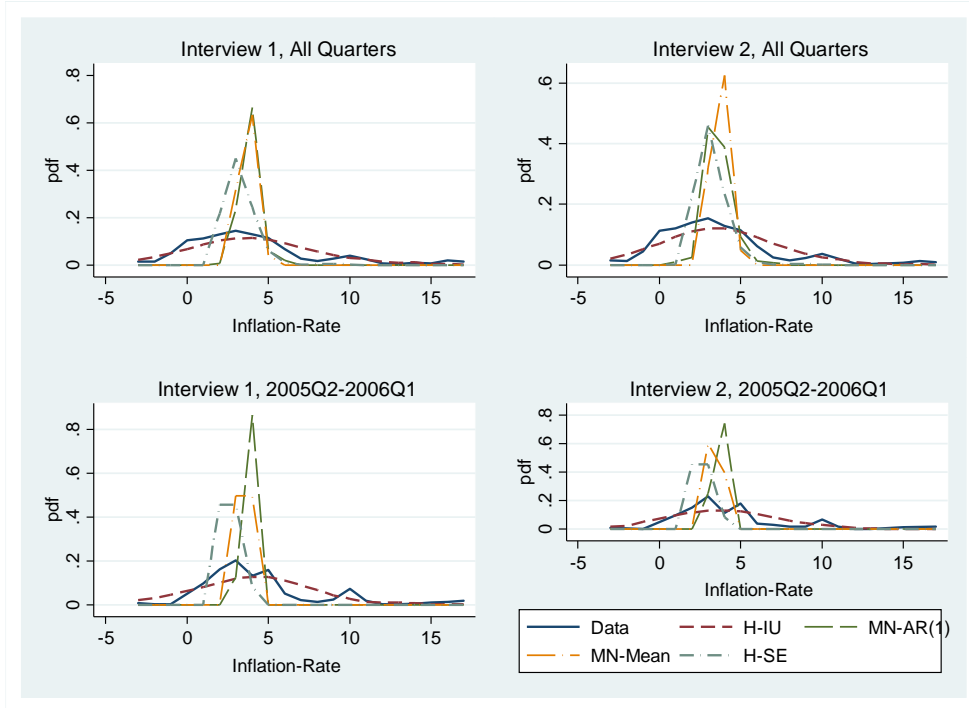 Interview 1, All Quarters
pdf
0 .2 .4 .6 .8
-5 0 5 10 15
Inflation-Rate
Interview 2, All Quarters
pdf
0 .2 .4 .6
-5 0 5 10 15
Inflation-Rate
Interview 1, 2005Q2-2006Q1
pdf
0 .2 .4 .6 .8
-5 0 5 10 15
Inflation-Rate
Interview 2, 2005Q2-2006Q1
pdf
0 .2 .4 .6 .8
-5 0 5 10 15
Inflation-Rate
Data H-IU MN-AR(1)
MN-Mean H-SE